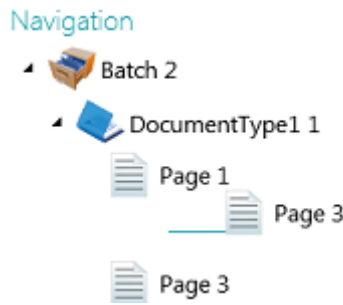 Navigation
Batch 2
DocumentType1 1
Page 1
Page 3
Page 3